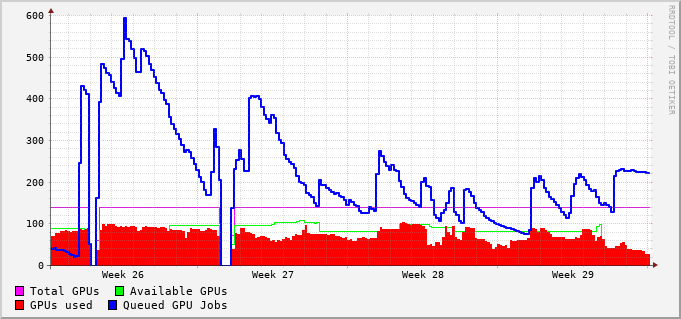 600
500
400
300
200
100
0
Week 26 Week 27 Week 28 Week 29
Total GPUs Available GPUs
GPUs used Queued GPU Jobs
RRDTOOL / TOBI OETIKER